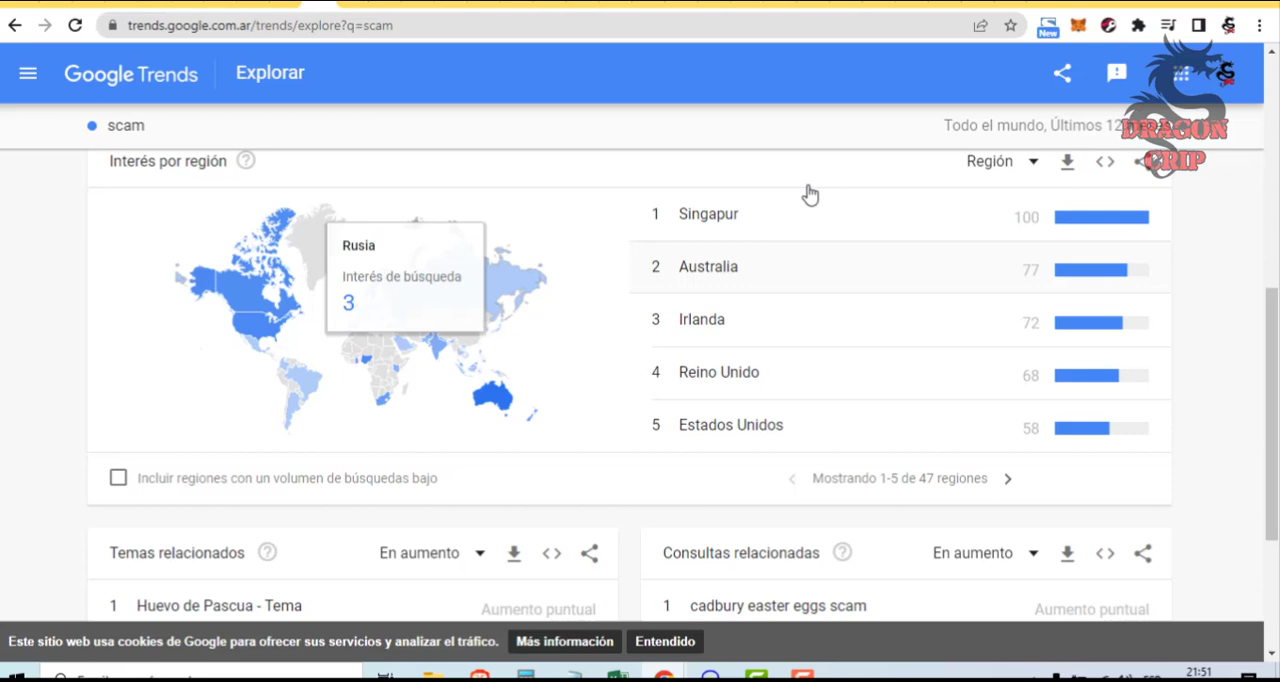 trends.google.com.ar/trends/explore?q=scam
New
Google Trends Explorar
scam
Todo el mundo, Últimos 12
DRAGON
CRIP
Interés por región
Región
Rusia
Interés de búsqueda
3
1 Singapur 100
2 Australia 77
3 Irlanda 72
4 Reino Unido 68
5 Estados Unidos 58
Incluir regiones con un volumen de búsquedas bajo
Mostrando 1-5 de 47 regiones
Temas relacionados
En aumento
Consultas relacionadas
En aumento
1 Huevo de Pascua - Tema
Aumento puntual
1 cadbury easter eggs scam
Aumento puntual
Este sitio web usa cookies de Google para ofrecer sus servicios y analizar el tráfico.
Más información
Entendido
21:51